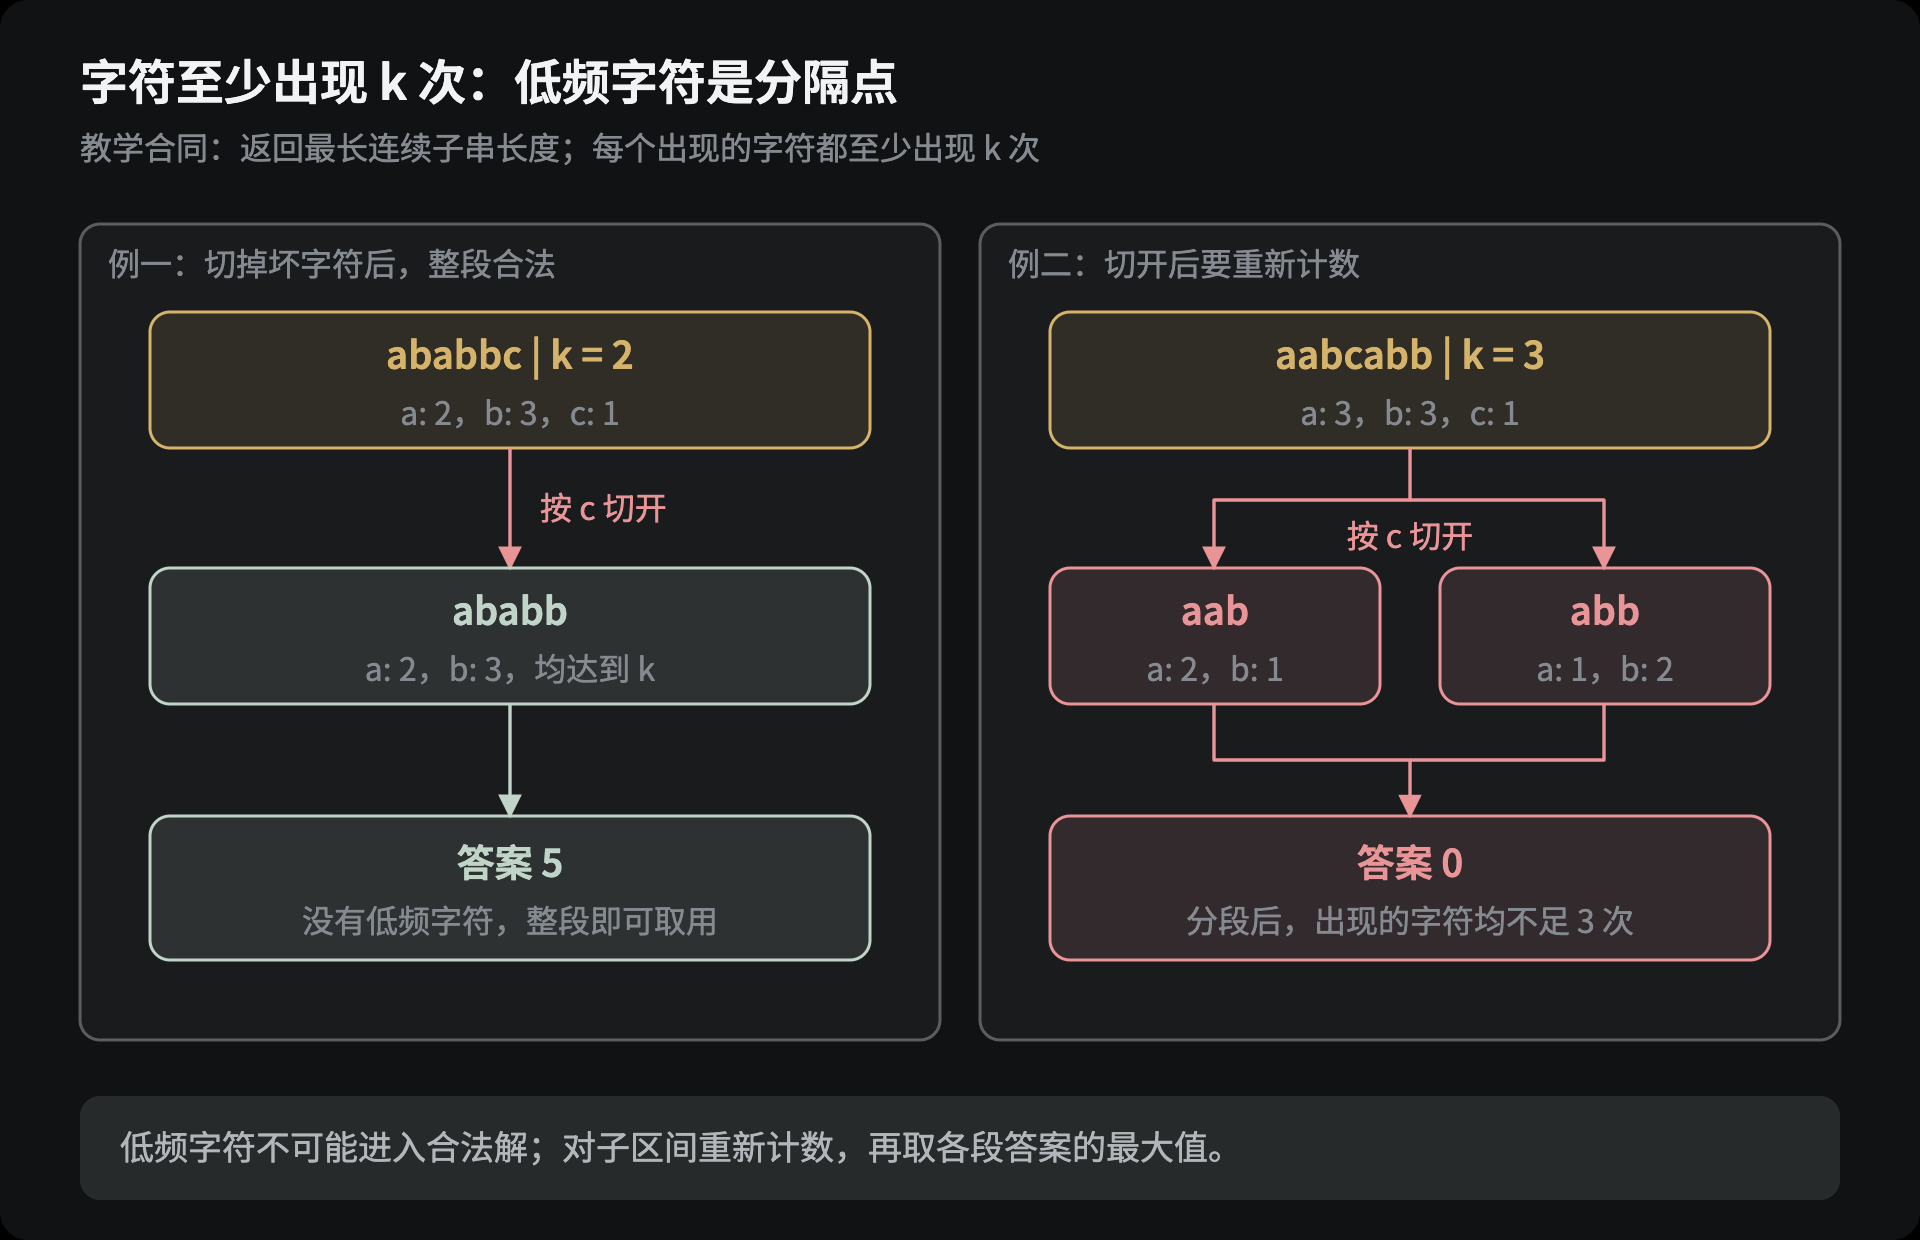 字符至少出现 k 次：低频字符是分隔点
教学合同：返回最长连续子串长度；每个出现的字符都至少出现 k 次
例一：切掉坏字符后，整段合法
ababbc | k = 2
a: 2，b: 3，c: 1
按 c 切开
ababb
a: 2，b: 3，均达到 k
答案 5
没有低频字符，整段即可取用
例二：切开后要重新计数
aabcabb | k = 3
a: 3，b: 3，c: 1
按 c 切开
aab
a: 2，b: 1
abb
a: 1，b: 2
答案 0
分段后，出现的字符均不足 3 次
低频字符不可能进入合法解；对子区间重新计数，再取各段答案的最大值。